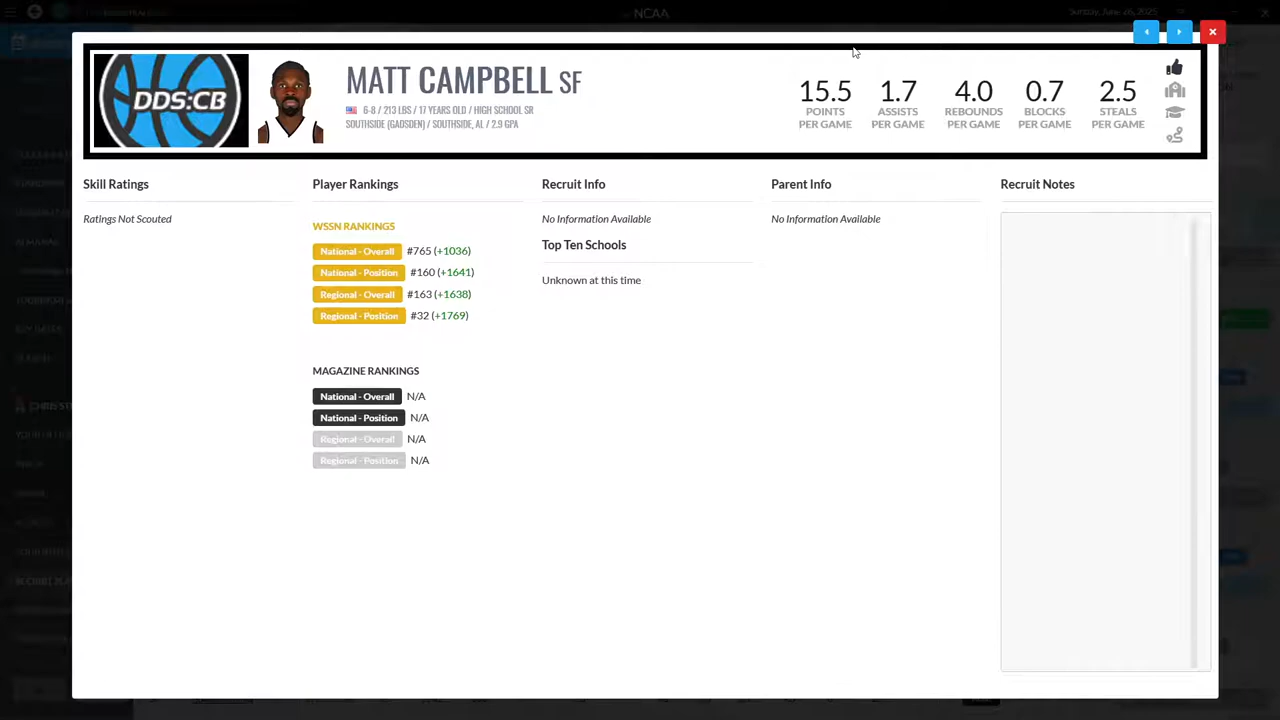 NCAA
Sunday, June 26, 2025
DDS:CB
MATT CAMPBELL SF
6-8 / 213 LBS / 17 YEARS OLD / HIGH SCHOOL SR
SOUTHSIDE (GADSDEN) / SOUTHSIDE, AL / 2.9 GPA
15.5 1.7 4.0 0.7 2.5
POINTS ASSISTS REBOUNDS BLOCKS STEALS
PER GAME PER GAME PER GAME PER GAME PER GAME
Skill Ratings
Ratings Not Scouted
Player Rankings
WSSN RANKINGS
National - Overall #765 (+1036)
National - Position #160 (+1641)
Regional - Overall #163 (+1638)
Regional - Position #32 (+1769)
MAGAZINE RANKINGS
National - Overall N/A
National - Position N/A
Regional - Overall N/A
Regional - Position N/A
Recruit Info
No Information Available
Top Ten Schools
Unknown at this time
Parent Info
No Information Available
Recruit Notes